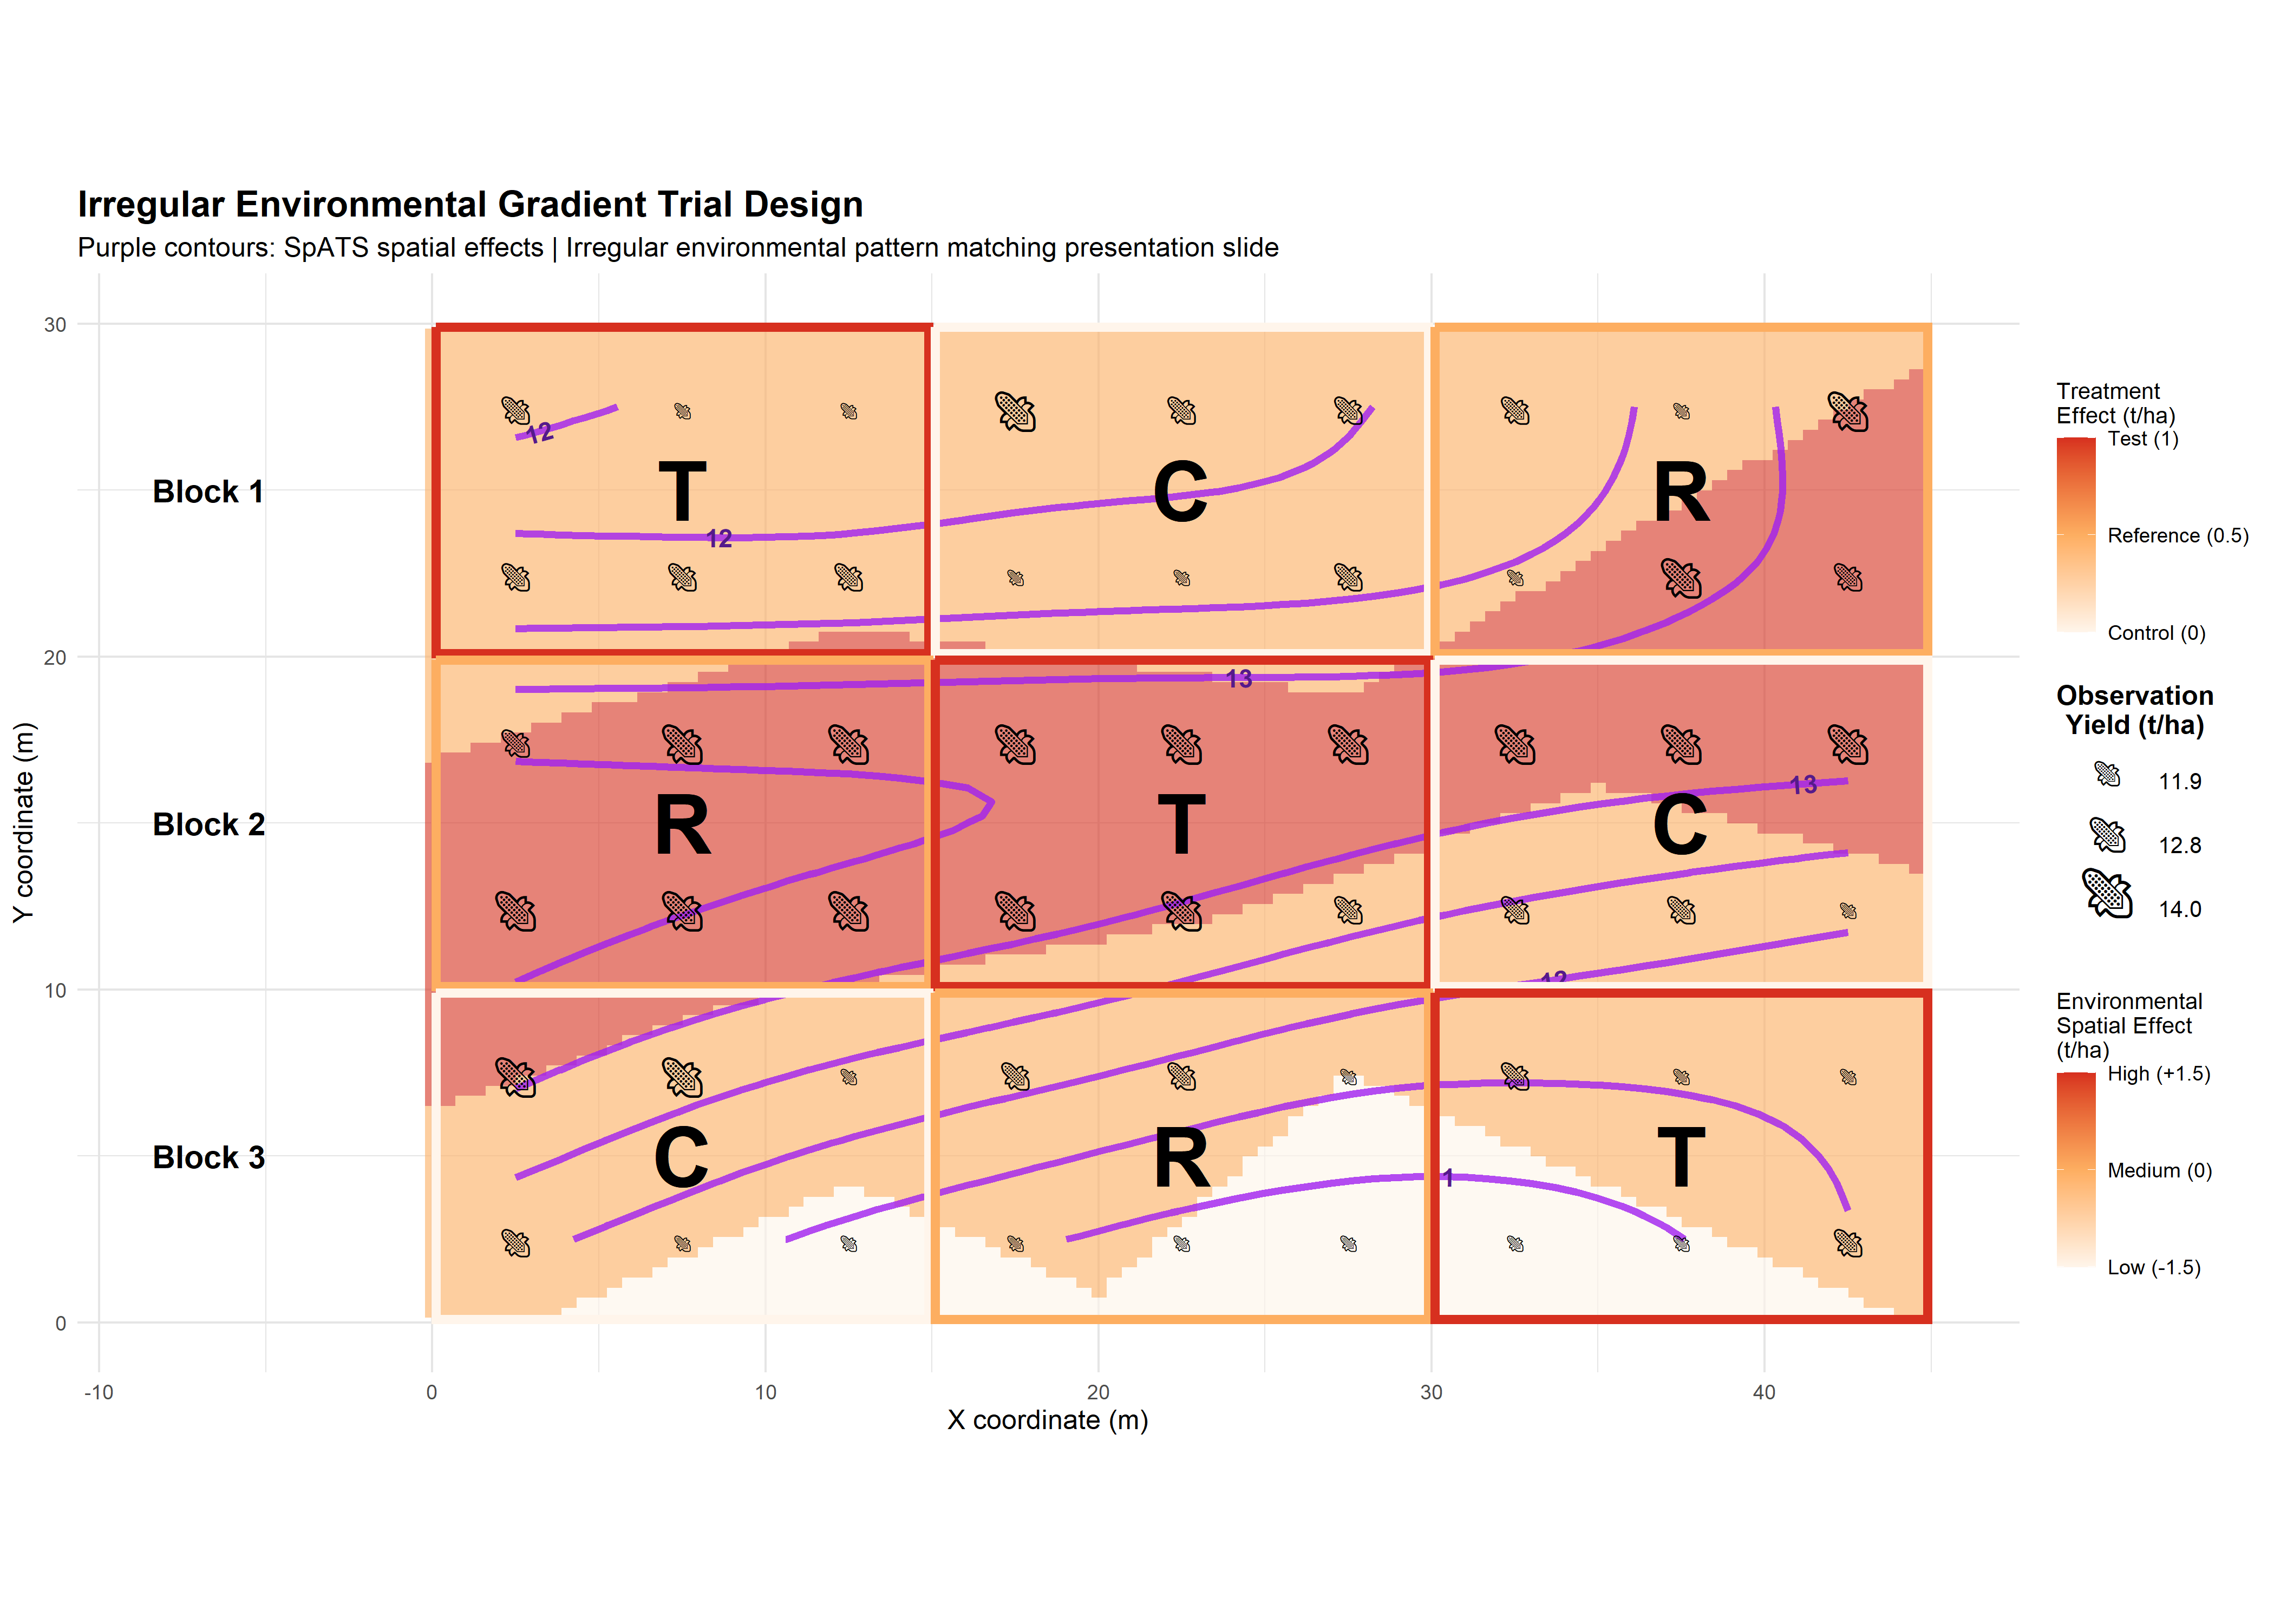 Irregular Environmental Gradient Trial Design
Purple contours: SpATS spatial effects | Irregular environmental pattern matching presentation slide
Y coordinate (m)
30
20
10
0
Block 1
Block 2
Block 3
T
C
R
R
T
C
C
R
T
12
12
13
13
12
1
-10
0
10
20
30
40
X coordinate (m)
Treatment
Effect (t/ha)
Test (1)
Reference (0.5)
Control (0)
Observation
Yield (t/ha)
11.9
12.8
14.0
Environmental
Spatial Effect
(t/ha)
High (+1.5)
Medium (0)
Low (-1.5)